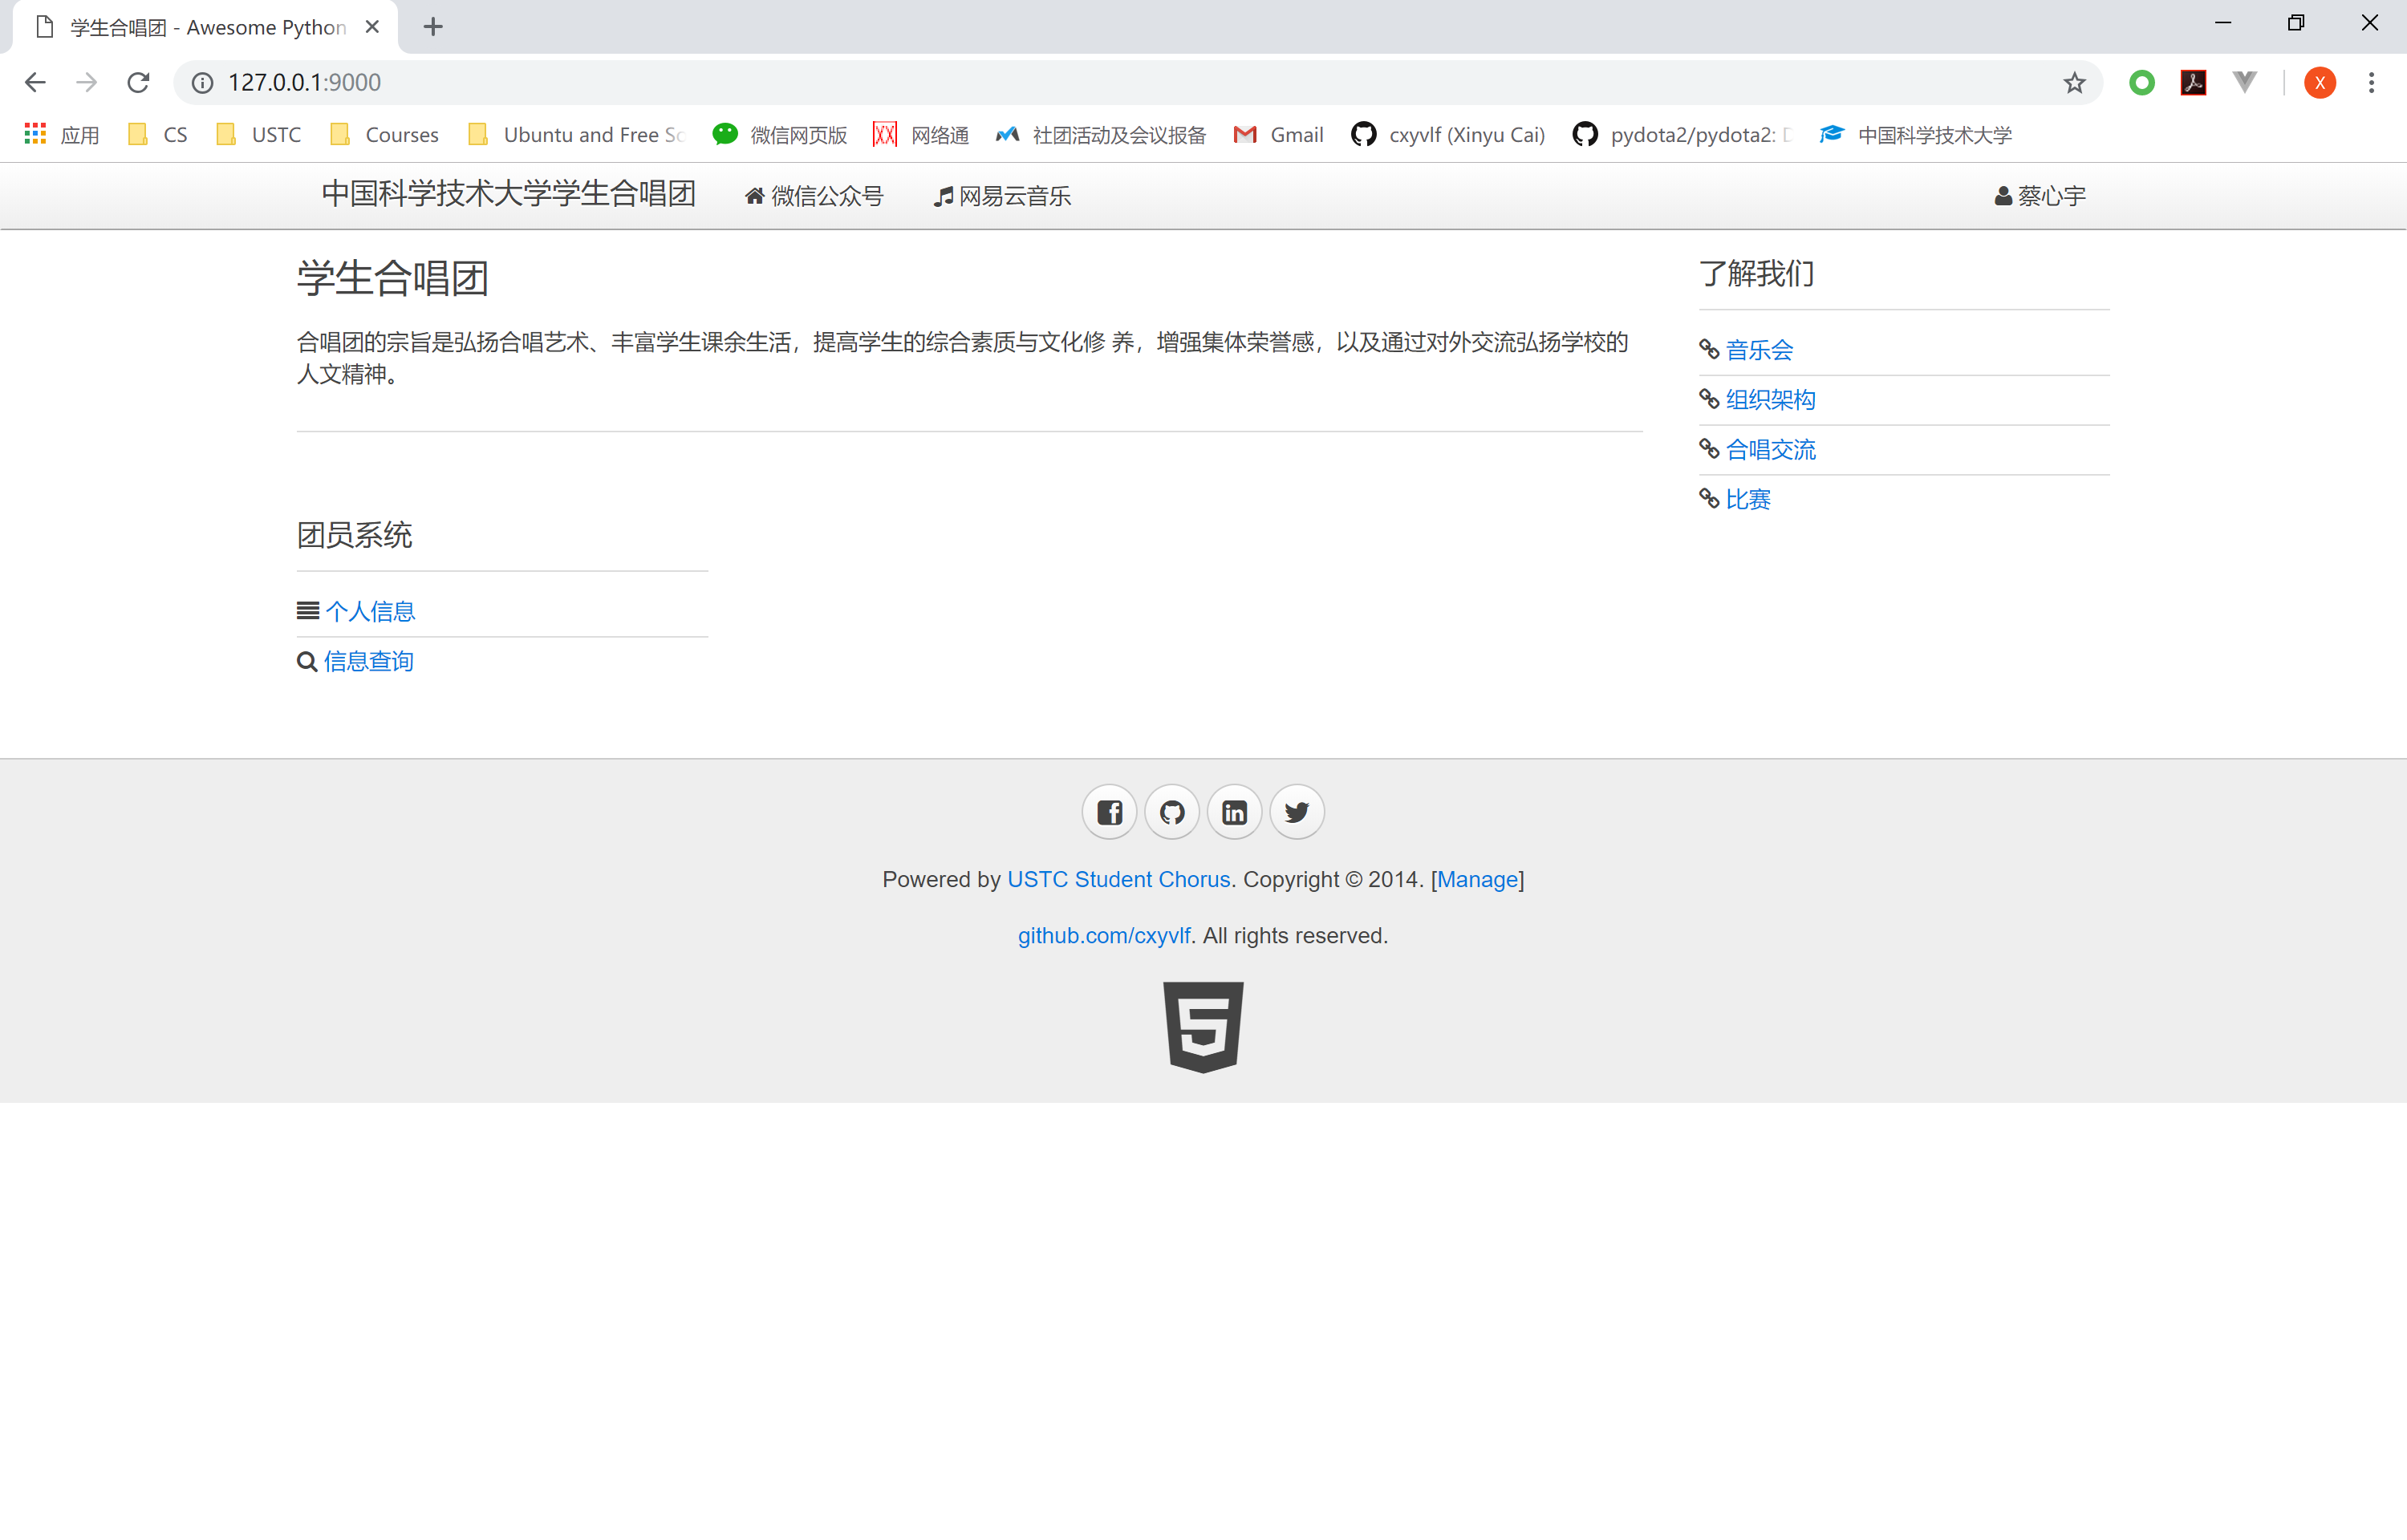 学生合唱团 - Awesome Python
127.0.0.1:9000
X
应用 CS USTC Courses Ubuntu and Free 微信网页版 网络通 社团活动及会议报备 Gmail cxyvlf (Xinyu Cai) pydota2/pydota2: 中国科学技术大学
中国科学技术大学学生合唱团 微信公众号 网易云音乐 蔡心宇
学生合唱团
合唱团的宗旨是弘扬合唱艺术、丰富学生课余生活，提高学生的综合素质与文化修 养，增强集体荣誉感，以及通过对外交流弘扬学校的
人文精神。
了解我们
音乐会
组织架构
合唱交流
比赛
团员系统
个人信息
信息查询
Powered by USTC Student Chorus. Copyright © 2014. [Manage]
github.com/cxyvlf. All rights reserved.